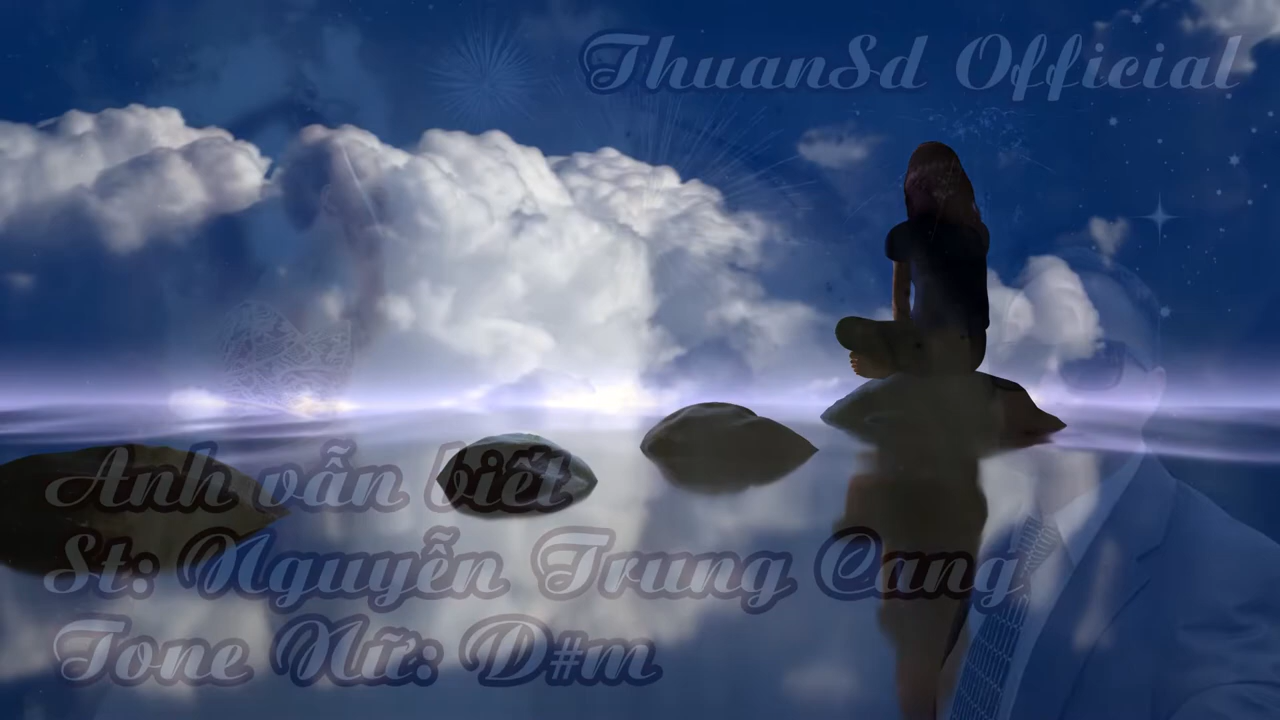 ThuanSd Official
Anh vẫn biết
St: Nguyễn Trung Cang
Tone Nữ: D#m